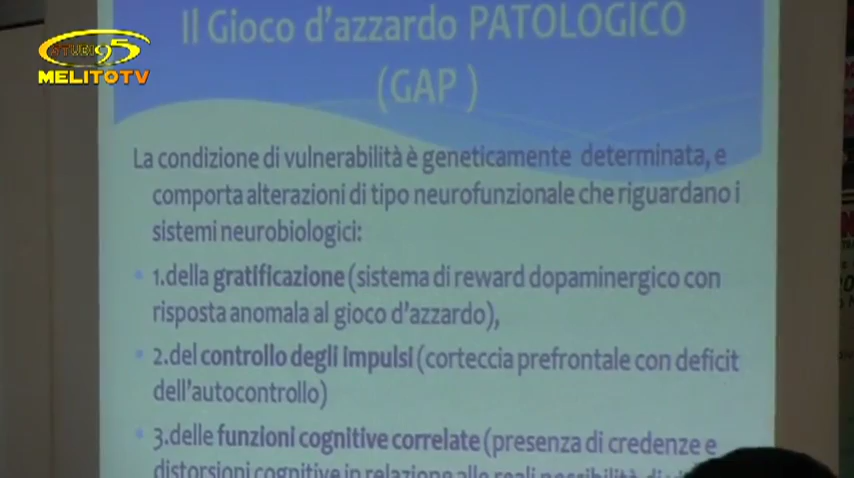 STUDIO 95
MELITOTV
Il Gioco d'azzardo PATOLOGICO
(GAP )
La condizione di vulnerabilità è geneticamente determinata, e
comporta alterazioni di tipo neurofunzionale che riguardano i
sistemi neurobiologici:
• 1.della gratificazione (sistema di reward dopaminergico con
risposta anomala al gioco d'azzardo),
• 2.del controllo degli impulsi (corteccia prefrontale con deficit
dell'autocontrollo)
• 3.delle funzioni cognitive correlate (presenza di credenze e
distorsioni cognitive in relazione alle reali possibilità di